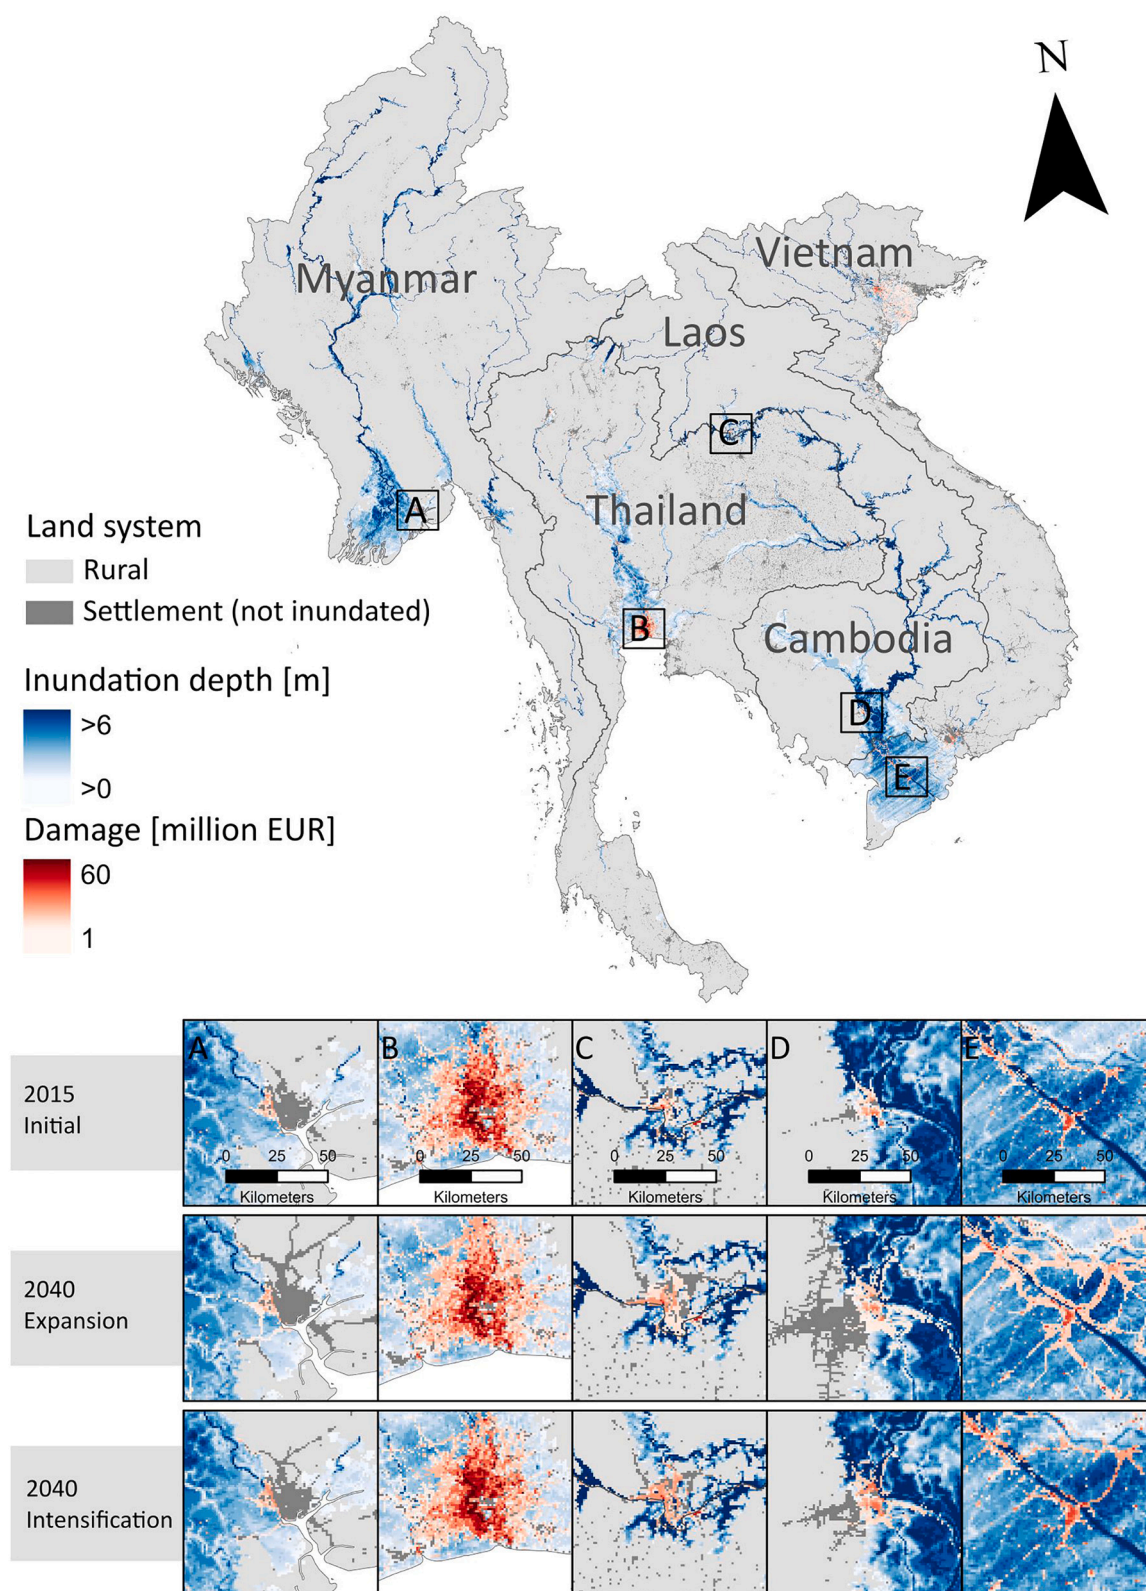 N
Vietnam
Myanmar
Laos
C
Thailand
A
Land system
Rural
Settlement (not inundated)
B
Cambodia
Inundation depth [m]
>6
D
E
>0
Damage [million EUR]
60
1
A B C D E
2015
Initial
0 25 50 0 25 50 0 25 50 0 25 50 0 25 50
Kilometers Kilometers Kilometers Kilometers Kilometers
2040
Expansion
2040
Intensification